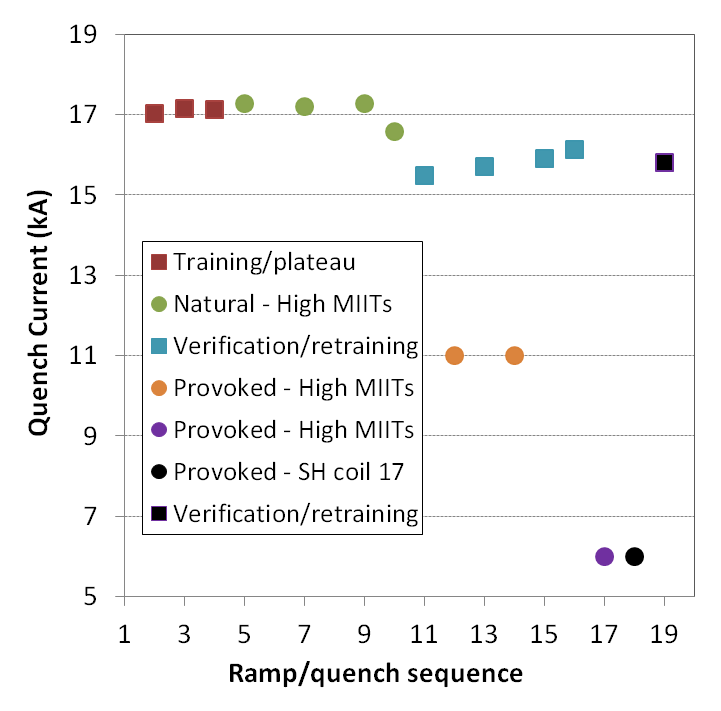 19
17
15
13
11
9
7
5
Quench Current (kA)
Training/plateau
Natural - High MIITs
Verification/retraining
Provoked - High MIITs
Provoked - High MIITs
Provoked - SH coil 17
Verification/retraining
1 3 5 7 9 11 13 15 17 19
Ramp/quench sequence